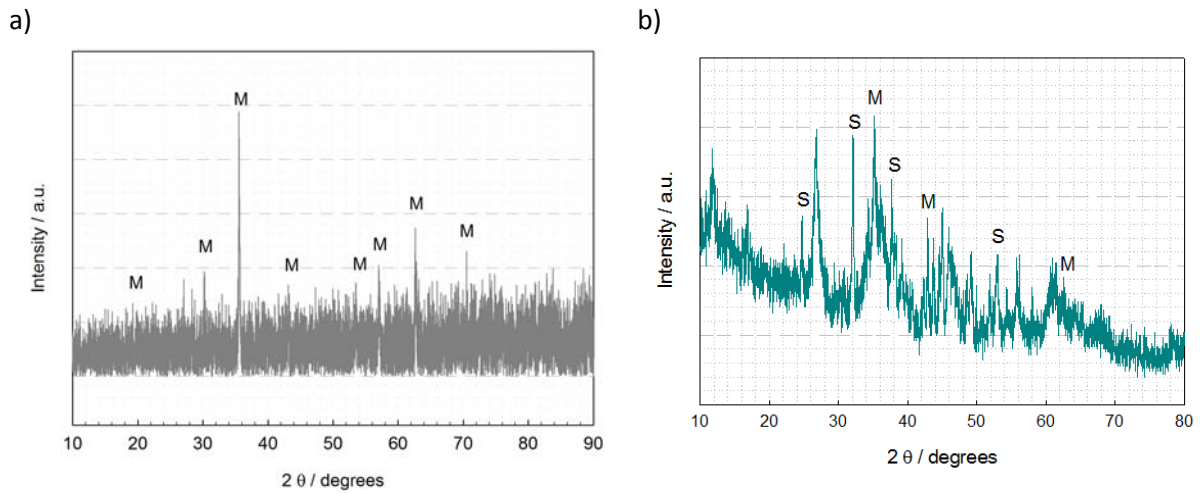 a)
M
M
M
M
M
M
M
M
Intensity / a.u.
10 20 30 40 50 60 70 80 90
2 θ / degrees
b)
M
S
S
S
M
S
M
Intensity / a.u.
10 20 30 40 50 60 70 80
2 θ / degrees